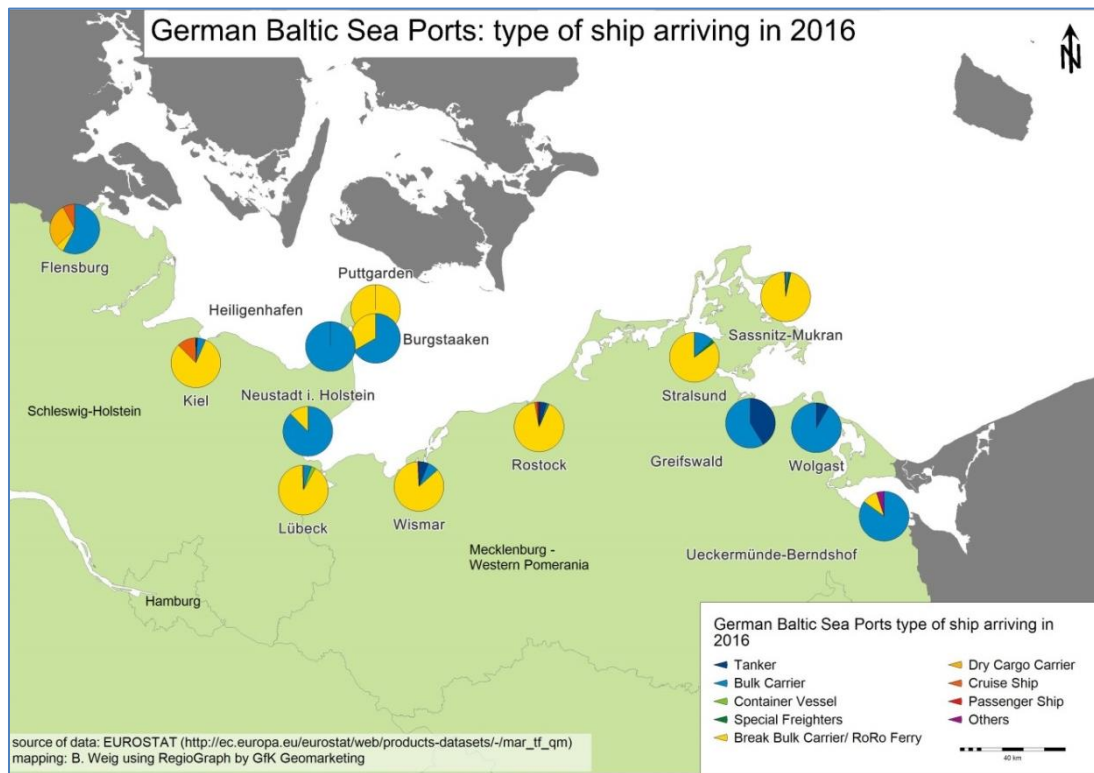 German Baltic Sea Ports: type of ship arriving in 2016
N
Flensburg
Puttgarden
Heiligenhafen
Burgstaaken
Sassnitz-Mukran
Kiel
Neustadt i. Holstein
Stralsund
Schleswig-Holstein
Rostock
Greifswald
Wolgast
Lübeck
Wismar
Mecklenburg -
Western Pomerania
Ueckermünde-Berndshof
Hamburg
German Baltic Sea Ports type of ship arriving in
2016
Tanker
Bulk Carrier
Container Vessel
Special Freighters
Break Bulk Carrier/ RoRo Ferry
Dry Cargo Carrier
Cruise Ship
Passenger Ship
Others
40 km
source of data: EUROSTAT (http://ec.europa.eu/eurostat/web/products-datasets/-/mar_tf_qm)
mapping: B. Weig using RegioGraph by GfK Geomarketing